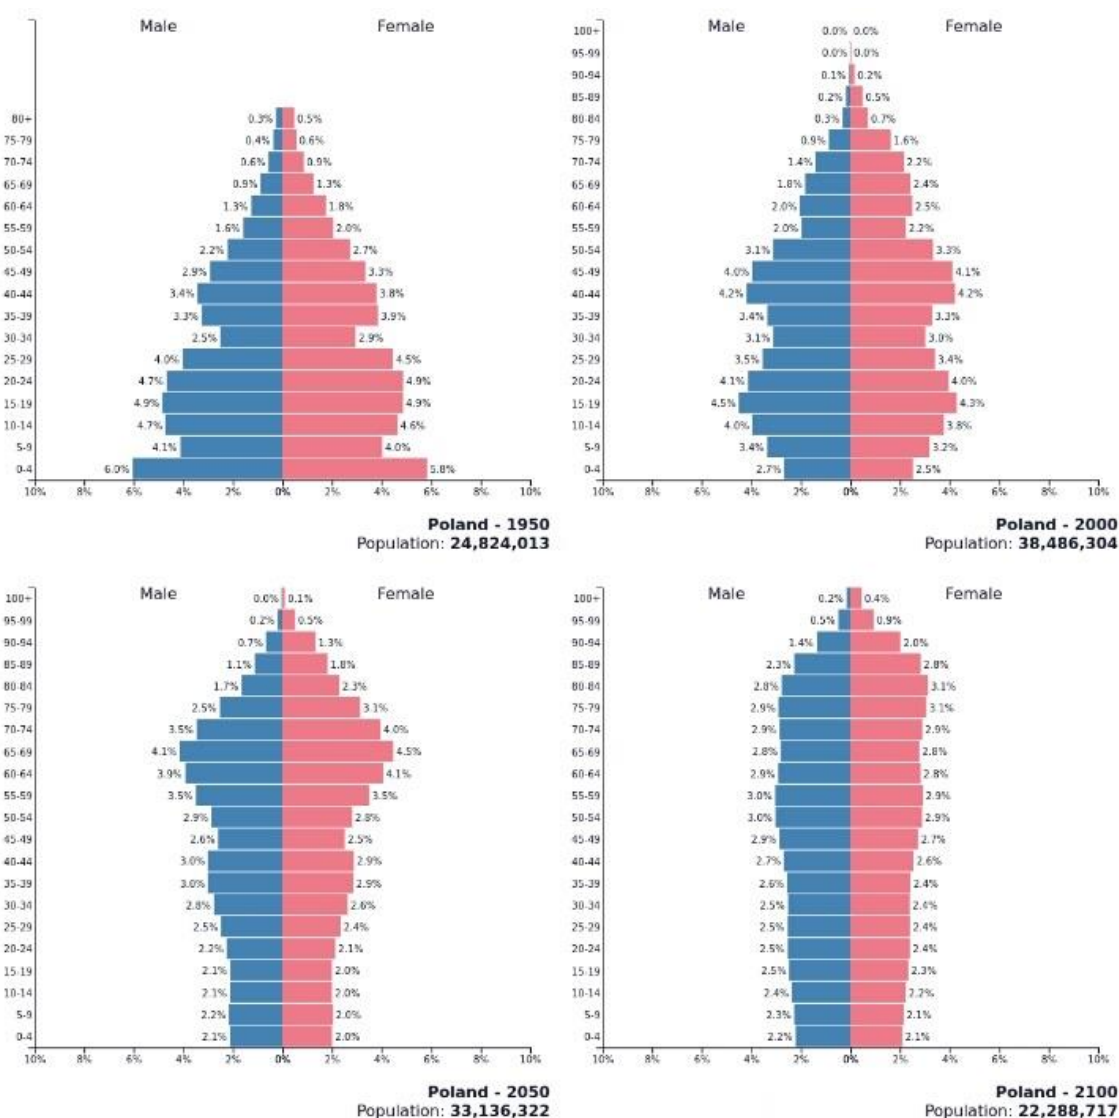 Male Female
80+ 0.3% 0.5%
75-79 0.4% 0.6%
70-74 0.6% 0.9%
65-69 0.9% 1.3%
60-64 1.3% 1.8%
55-59 1.6% 2.0%
50-54 2.2% 2.7%
45-49 2.9% 3.3%
40-44 3.4% 3.8%
35-39 3.3% 3.9%
30-34 2.5% 2.9%
25-29 4.0% 4.5%
20-24 4.7% 4.9%
15-19 4.9% 4.9%
10-14 4.7% 4.6%
5-9 4.1% 4.0%
0-4 6.0% 5.8%
10% 6% 4% 2% 0% 2% 4% 6% 8% 10%
Poland - 1950
Population: 24,824,013
Male Female
100+ 0.0% 0.0%
95-99 0.0% 0.0%
90-94 0.1% 0.2%
85-89 0.2% 0.5%
80-84 0.3% 0.7%
75-79 0.9% 1.6%
70-74 1.4% 2.2%
65-69 1.8% 2.4%
60-64 2.0% 2.5%
55-59 2.0% 2.2%
50-54 3.1% 3.3%
45-49 4.0% 4.1%
40-44 4.2% 4.2%
35-39 3.4% 3.3%
30-34 3.1% 3.0%
25-29 3.5% 3.4%
20-24 4.1% 4.0%
15-19 4.5% 4.3%
10-14 4.0% 3.8%
5-9 3.4% 3.2%
0-4 2.7% 2.5%
10% 6% 4% 2% 0% 2% 4% 6% 8% 10%
Poland - 2000
Population: 38,486,304
Male Female
100+ 0.0% 0.1%
95-99 0.2% 0.5%
90-94 0.7% 1.3%
85-89 1.1% 1.8%
80-84 1.7% 2.3%
75-79 2.5% 3.1%
70-74 3.5% 4.0%
65-69 4.1% 4.5%
60-64 3.9% 4.1%
55-59 3.5% 3.5%
50-54 2.9% 2.8%
45-49 2.6% 2.5%
40-44 3.0% 2.9%
35-39 3.0% 2.9%
30-34 2.8% 2.6%
25-29 2.5% 2.4%
20-24 2.2% 2.1%
15-19 2.1% 2.0%
10-14 2.1% 2.0%
5-9 2.2% 2.0%
0-4 2.1% 2.0%
10% 6% 4% 2% 0% 2% 4% 6% 8% 10%
Poland - 2050
Population: 33,136,322
Male Female
100+ 0.2% 0.4%
95-99 0.5% 0.9%
90-94 1.4% 2.0%
85-89 2.3% 2.8%
80-84 2.8% 3.1%
75-79 2.9% 3.1%
70-74 2.9% 2.9%
65-69 2.8% 2.8%
60-64 2.9% 2.8%
55-59 3.0% 2.9%
50-54 3.0% 2.9%
45-49 2.9% 2.7%
40-44 2.7% 2.6%
35-39 2.6% 2.4%
30-34 2.5% 2.4%
25-29 2.5% 2.4%
20-24 2.5% 2.4%
15-19 2.5% 2.3%
10-14 2.4% 2.2%
5-9 2.3% 2.1%
0-4 2.2% 2.1%
10% 6% 4% 2% 0% 2% 4% 6% 8% 10%
Poland - 2100
Population: 22,288,717